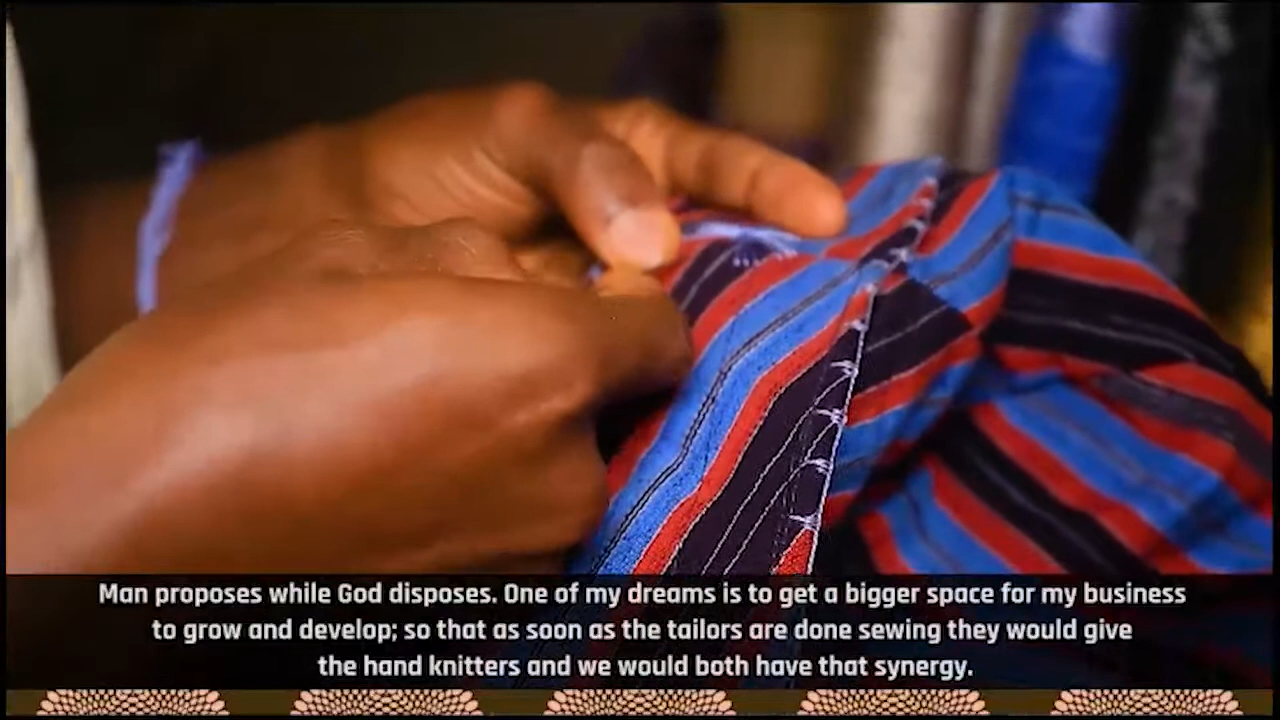 Man proposes while God disposes. One of my dreams is to get a bigger space for my business
to grow and develop; so that as soon as the tailors are done sewing they would give
the hand knitters and we would both have that synergy.